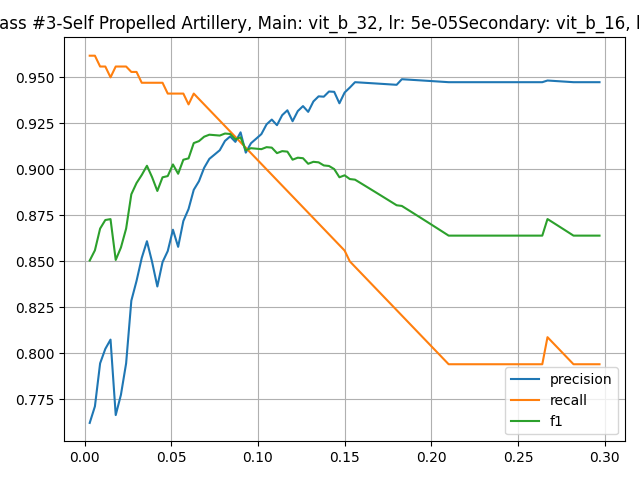 ass #3-Self Propelled Artillery, Main: vit_b_32, lr: 5e-05Secondary: vit_b_16, l
0.950
0.925
0.900
0.875
0.850
0.825
0.800
0.775
0.00 0.05 0.10 0.15 0.20 0.25 0.30
precision
recall
f1